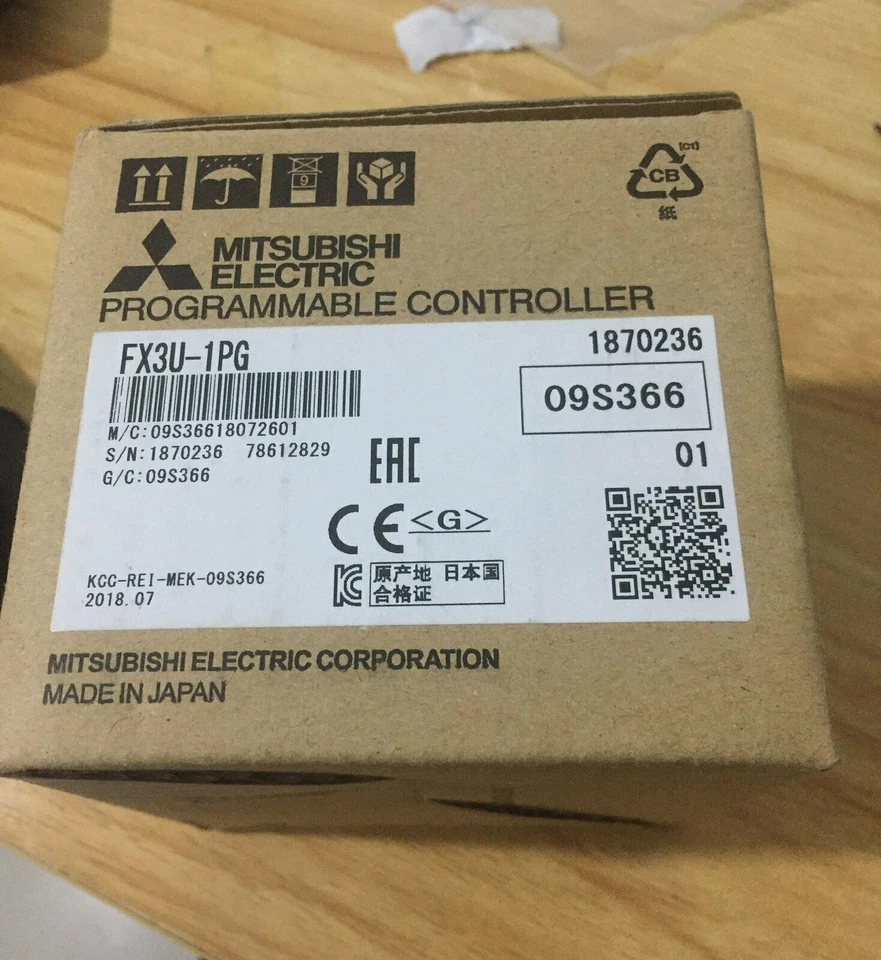 9
[C1]
CB
纸
MITSUBISHI
ELECTRIC
PROGRAMMABLE CONTROLLER
FX3U-1PG
1870236
09S366
M/C:09S36618072601
S/N:1870236 78612829
G/C:09S366
EAC
01
CE <G>
KCC-REI-MEK-09S366
2018.07
原产地 日本国
合格证
MITSUBISHI ELECTRIC CORPORATION
MADE IN JAPAN